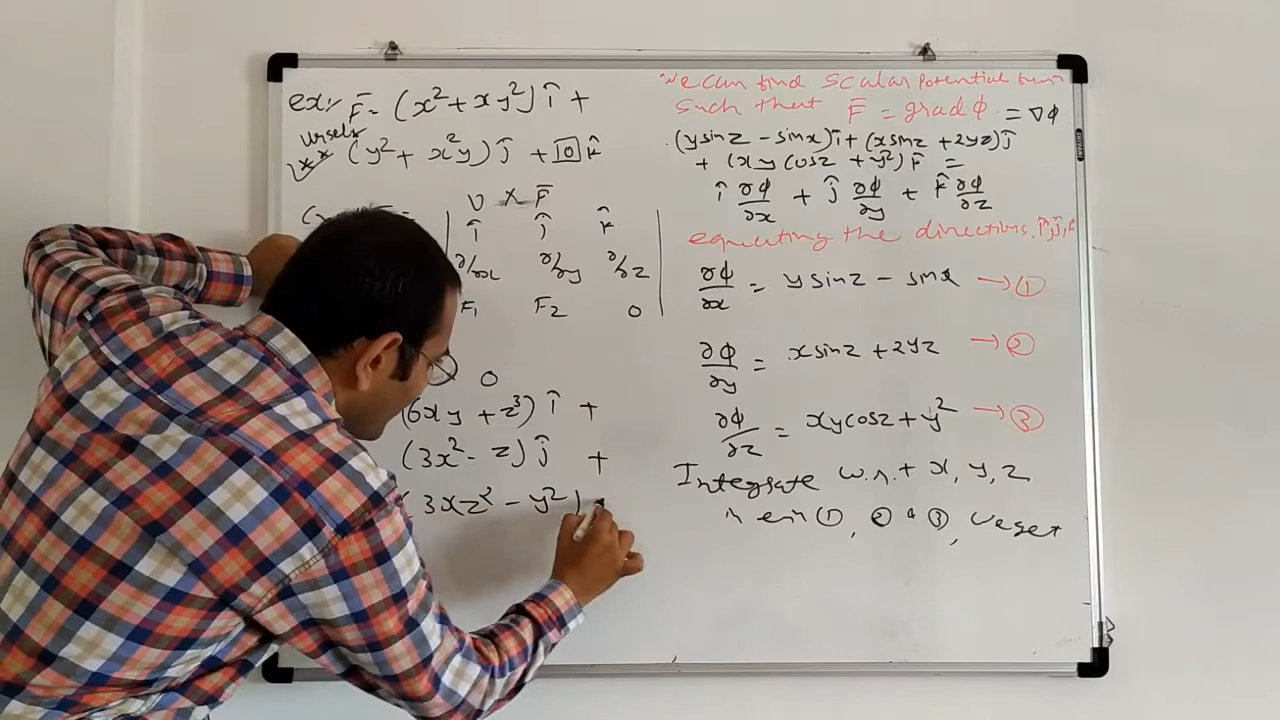 ex:- F̄ = (x² + xy²) î +
urself
** (y² + x²y) ĵ + 0 k̂
∇ × F̄
î ĵ k̂
∂/∂x ∂/∂y ∂/∂z
F₁ F₂ 0
0
(6xy + z³) î +
(3x² - z) ĵ +
(3xz² - y²)
We can find scalar potential
Such that F̄ = grad ϕ = ∇ϕ
(y sin z - sin x) î + (x sin z + 2yz) ĵ
+ (xy cos z + y²) k̂ =
î ∂ϕ/∂x + ĵ ∂ϕ/∂y + k̂ ∂ϕ/∂z
equating the directions î, ĵ, k̂
∂ϕ/∂x = y sin z - sin x → ①
∂ϕ/∂y = x sin z + 2yz → ②
∂ϕ/∂z = xy cos z + y² → ③
Integrate w.r.t x, y, z
①, ② & ③, we get